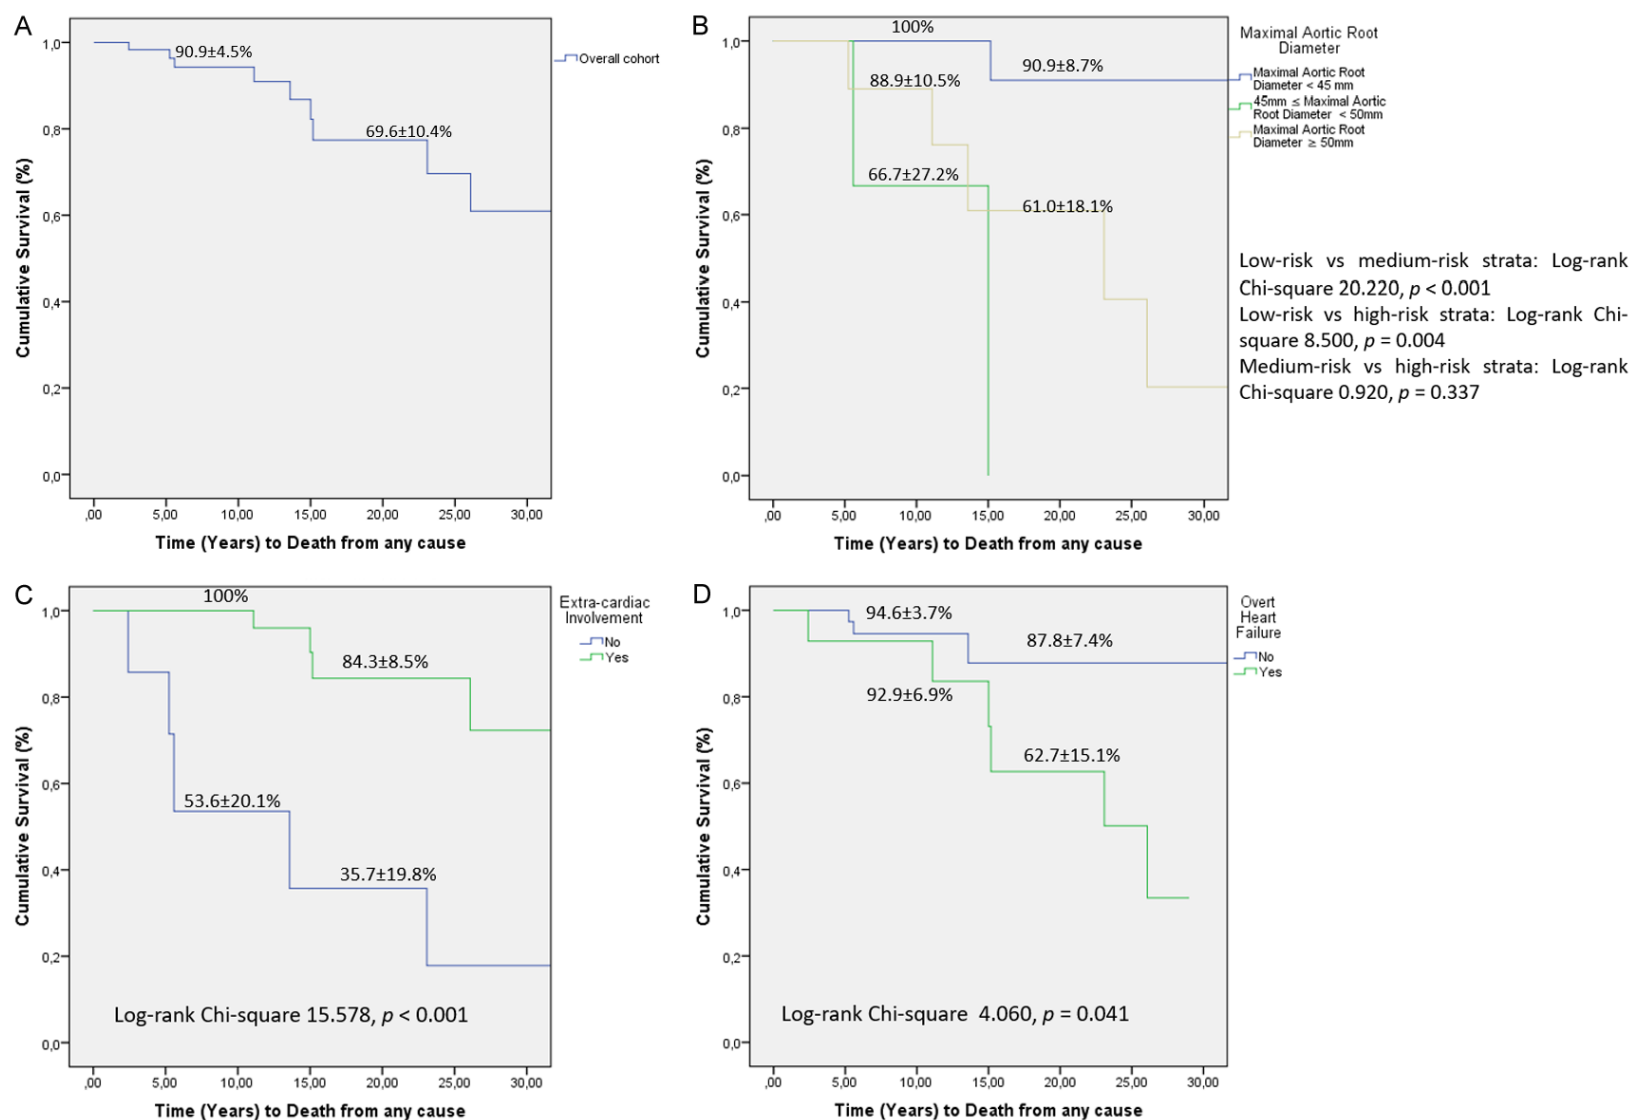 A
1,0
0,8
0,6
0,4
0,2
0,0
Cumulative Survival (%)
90.9±4.5%
69.6±10.4%
Overall cohort
,00 5,00 10,00 15,00 20,00 25,00 30,00
Time (Years) to Death from any cause
B
1,0
0,8
0,6
0,4
0,2
0,0
Cumulative Survival (%)
100%
90.9±8.7%
88.9±10.5%
66.7±27.2%
61.0±18.1%
,00 5,00 10,00 15,00 20,00 25,00 30,00
Time (Years) to Death from any cause
Maximal Aortic Root
Diameter
Maximal Aortic Root
Diameter < 45 mm
45mm ≤ Maximal Aortic
Root Diameter < 50mm
Maximal Aortic Root
Diameter ≥ 50mm
Low-risk vs medium-risk strata: Log-rank
Chi-square 20.220, p < 0.001
Low-risk vs high-risk strata: Log-rank Chi-
square 8.500, p = 0.004
Medium-risk vs high-risk strata: Log-rank
Chi-square 0.920, p = 0.337
C
1,0
0,8
0,6
0,4
0,2
0,0
Cumulative Survival (%)
100%
84.3±8.5%
53.6±20.1%
35.7±19.8%
Log-rank Chi-square 15.578, p < 0.001
,00 5,00 10,00 15,00 20,00 25,00 30,00
Time (Years) to Death from any cause
Extra-cardiac
Involvement
No
Yes
D
1,0
0,8
0,6
0,4
0,2
0,0
Cumulative Survival (%)
94.6±3.7%
87.8±7.4%
92.9±6.9%
62.7±15.1%
Log-rank Chi-square 4.060, p = 0.041
,00 5,00 10,00 15,00 20,00 25,00 30,00
Time (Years) to Death from any cause
Overt
Heart
Failure
No
Yes